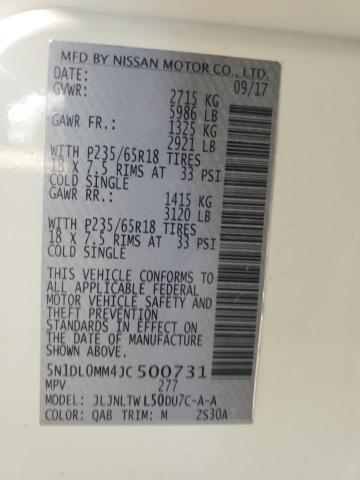 MFD BY NISSAN MOTOR CO., LTD.
DATE: 09/17
GVWR: 2715 KG
5986 LB
GAWR FR.: 1325 KG
2921 LB
WITH P235/65R18 TIRES
18 X 7.5 RIMS AT 33 PSI
COLD SINGLE
GAWR RR.: 1415 KG
3120 LB
WITH P235/65R18 TIRES
18 X 7.5 RIMS AT 33 PSI
COLD SINGLE
THIS VEHICLE CONFORMS TO
ALL APPLICABLE FEDERAL
MOTOR VEHICLE SAFETY AND
THEFT PREVENTION
STANDARDS IN EFFECT ON
THE DATE OF MANUFACTURE
SHOWN ABOVE.
5N1DL0MM4JC500731
MPV 277
MODEL: JLJNLTWL50DU7C-A-A
COLOR: QAB TRIM: M ZS30A